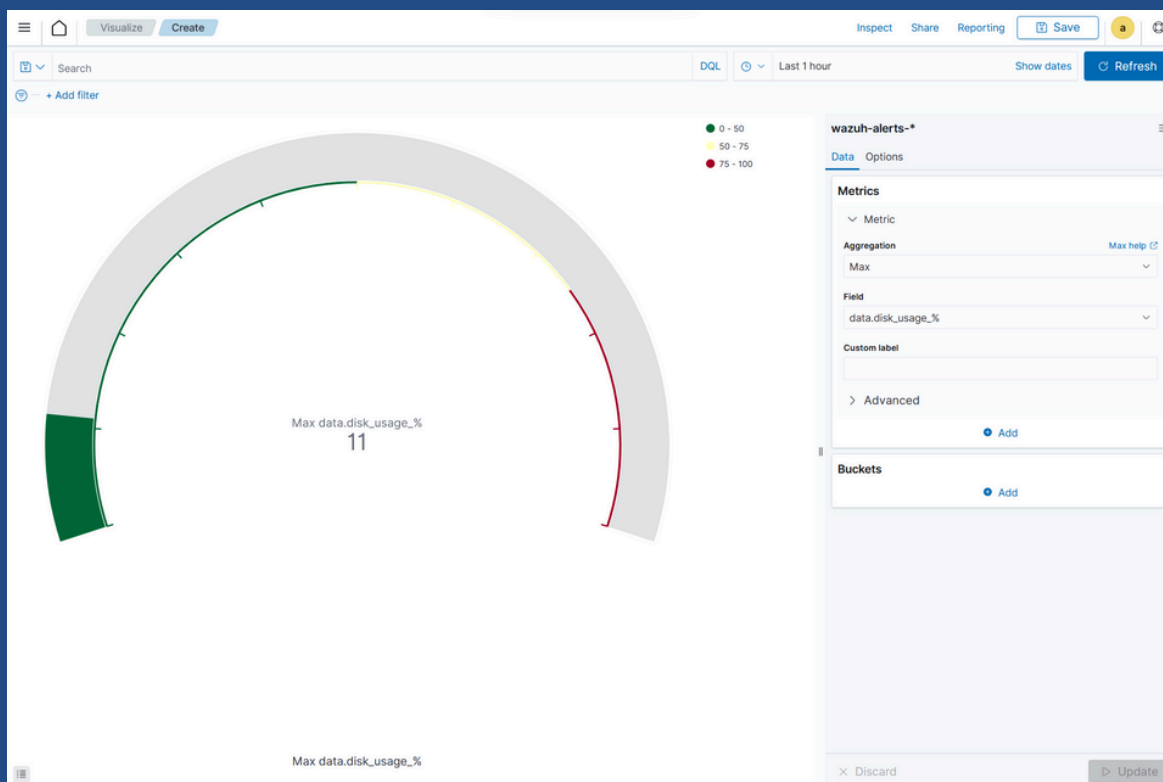 Visualize Create Inspect Share Reporting Save a
Search DQL Last 1 hour Show dates Refresh
+ Add filter
0 - 50
50 - 75
75 - 100
Max data.disk_usage_%
11
Max data.disk_usage_%
wazuh-alerts-*
Data Options
Metrics
Metric
Aggregation Max help
Max
Field
data.disk_usage_%
Custom label
Advanced
Add
Buckets
Add
Discard Update